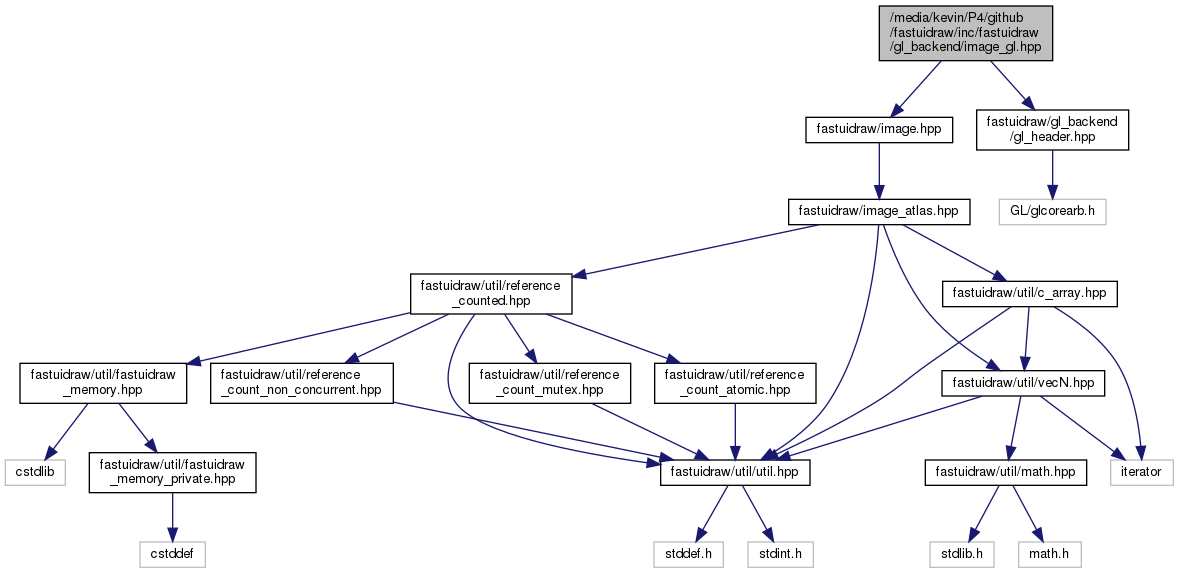 /media/kevin/P4/github
/fastuidraw/inc/fastuidraw
/gl_backend/image_gl.hpp
fastuidraw/image.hpp
fastuidraw/gl_backend
/gl_header.hpp
fastuidraw/image_atlas.hpp
GL/glcorearb.h
fastuidraw/util/reference
_counted.hpp
fastuidraw/util/c_array.hpp
fastuidraw/util/fastuidraw
_memory.hpp
fastuidraw/util/reference
_count_non_concurrent.hpp
fastuidraw/util/reference
_count_mutex.hpp
fastuidraw/util/reference
_count_atomic.hpp
fastuidraw/util/vecN.hpp
cstdlib
fastuidraw/util/fastuidraw
_memory_private.hpp
fastuidraw/util/util.hpp
fastuidraw/util/math.hpp
iterator
cstddef
stddef.h
stdint.h
stdlib.h
math.h